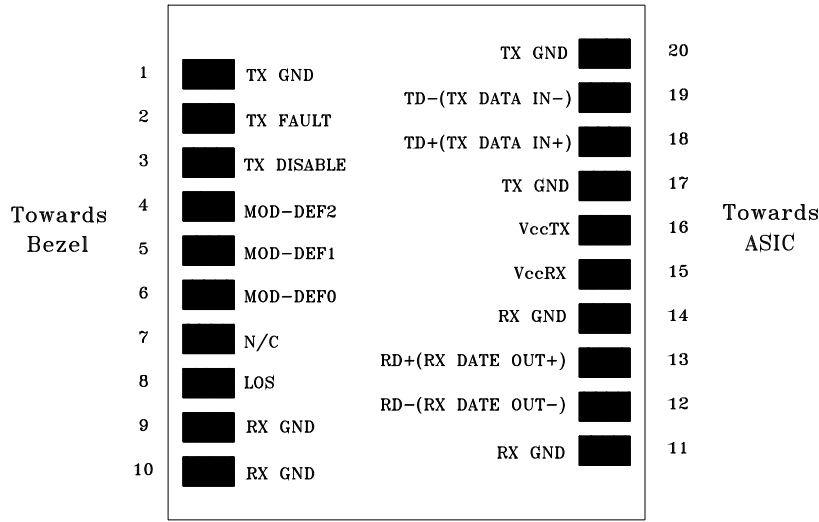 1 TX GND
2 TX FAULT
3 TX DISABLE
4 MOD-DEF2
5 MOD-DEF1
6 MOD-DEF0
7 N/C
8 LOS
9 RX GND
10 RX GND
Towards
Bezel
TX GND 20
TD-(TX DATA IN-) 19
TD+(TX DATA IN+) 18
TX GND 17
VccTX 16
VccRX 15
RX GND 14
RD+(RX DATE OUT+) 13
RD-(RX DATE OUT-) 12
RX GND 11
Towards
ASIC